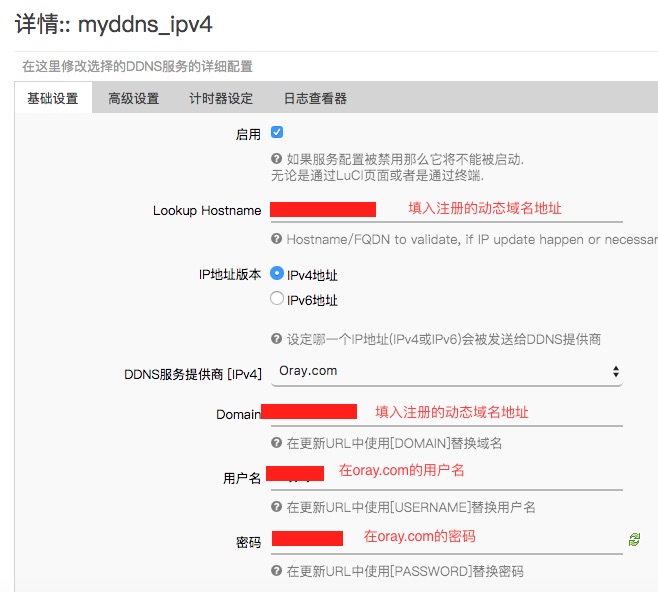 详情:: myddns_ipv4
在这里修改选择的DDNS服务的详细配置
基础设置 高级设置 计时器设定 日志查看器
启用
如果服务配置被禁用那么它将不能被启动.
无论是通过LuCI页面或者是通过终端.
Lookup Hostname 填入注册的动态域名地址
Hostname/FQDN to validate, if IP update happen or necessar
IP地址版本 IPv4地址
IPv6地址
设定哪一个IP地址(IPv4或IPv6)会被发送给DDNS提供商
DDNS服务提供商 [IPv4] Oray.com
Domain 填入注册的动态域名地址
在更新URL中使用[DOMAIN]替换域名
用户名 在oray.com的用户名
在更新URL中使用[USERNAME]替换用户名
密码 在oray.com的密码
在更新URL中使用[PASSWORD]替换密码